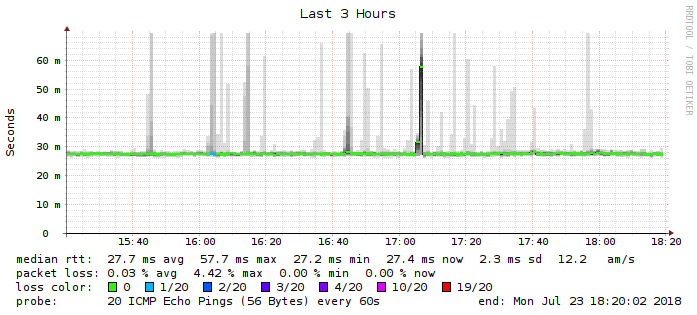 Last 3 Hours
RRDTOOL / TOBI OETIKER
Seconds
60 m
50 m
40 m
30 m
20 m
10 m
0
15:40 16:00 16:20 16:40 17:00 17:20 17:40 18:00 18:20
median rtt: 27.7 ms avg 57.7 ms max 27.2 ms min 27.4 ms now 2.3 ms sd 12.2 am/s
packet loss: 0.03 % avg 4.42 % max 0.00 % min 0.00 % now
loss color: 0 1/20 2/20 3/20 4/20 10/20 19/20
probe: 20 ICMP Echo Pings (56 Bytes) every 60s end: Mon Jul 23 18:20:02 2018